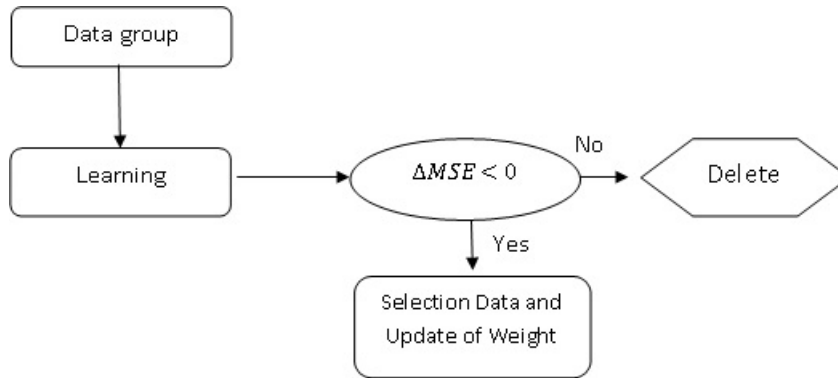 Data group
Learning
ΔMSE < 0
No
Delete
Yes
Selection Data and
Update of Weight